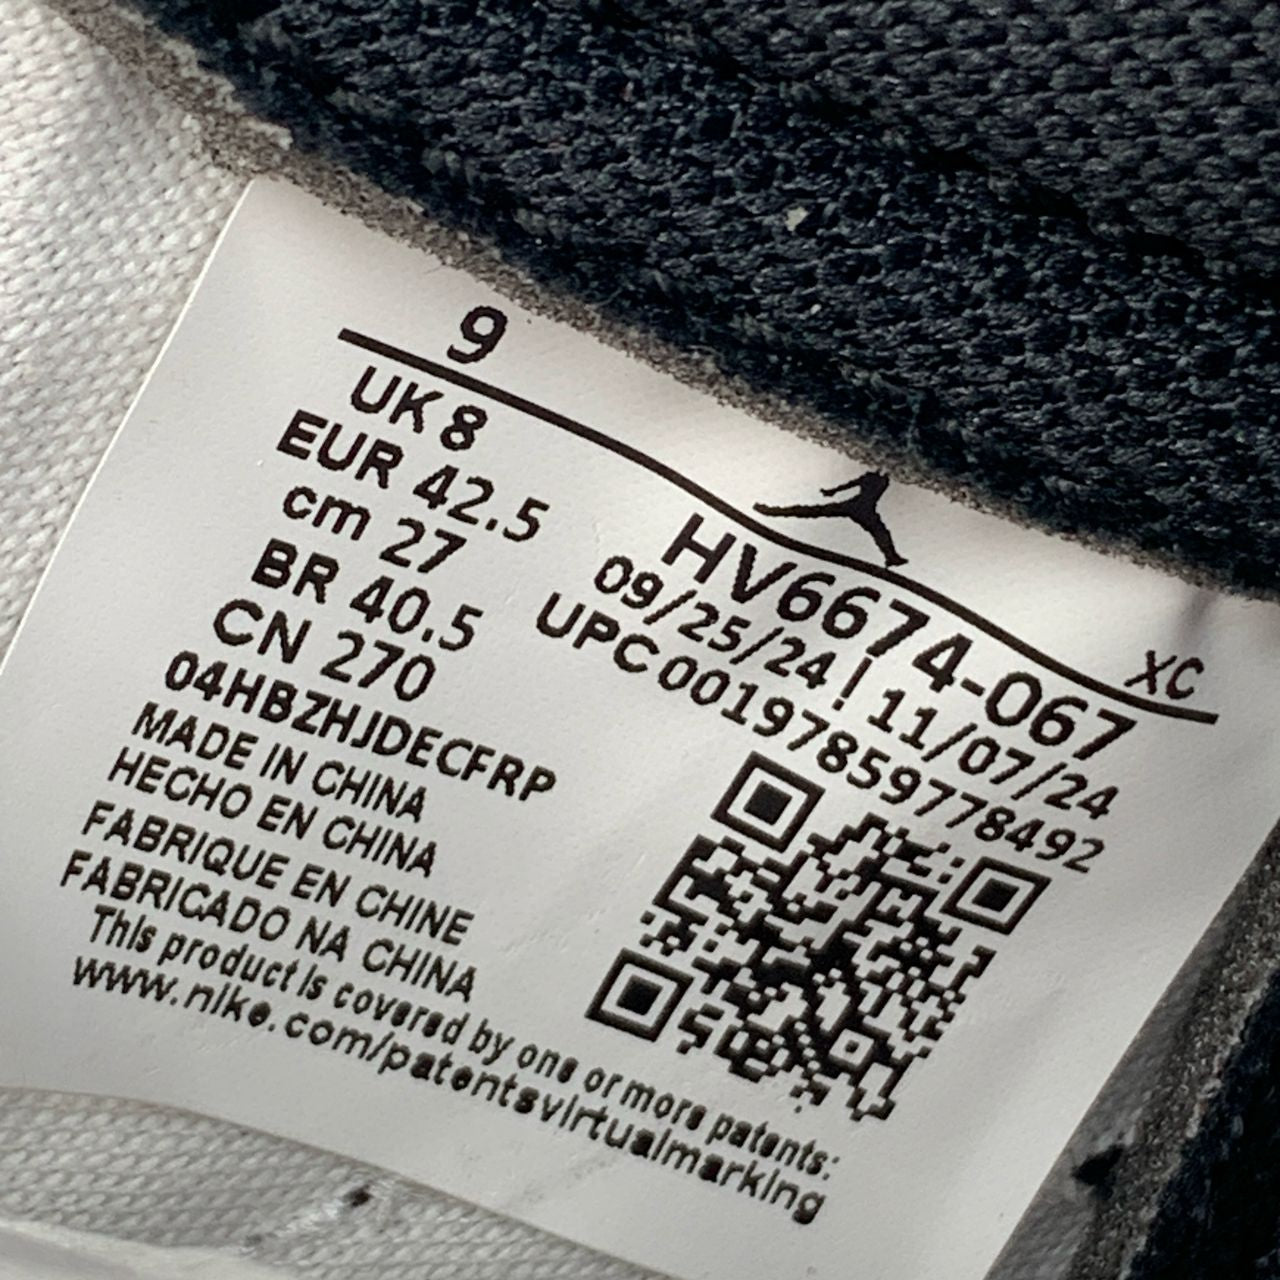 9
UK 8
EUR 42.5
cm 27
BR 40.5
CN 270
04HBZHJDECFRP
MADE IN CHINA
HECHO EN CHINA
FABRIQUE EN CHINE
FABRICADO NA CHINA
This product is covered by one or more patents:
www.nike.com/patentsvirtualmarking
XC
HV6674-067
09/25/24 | 11/07/24
UPC 00197859778492